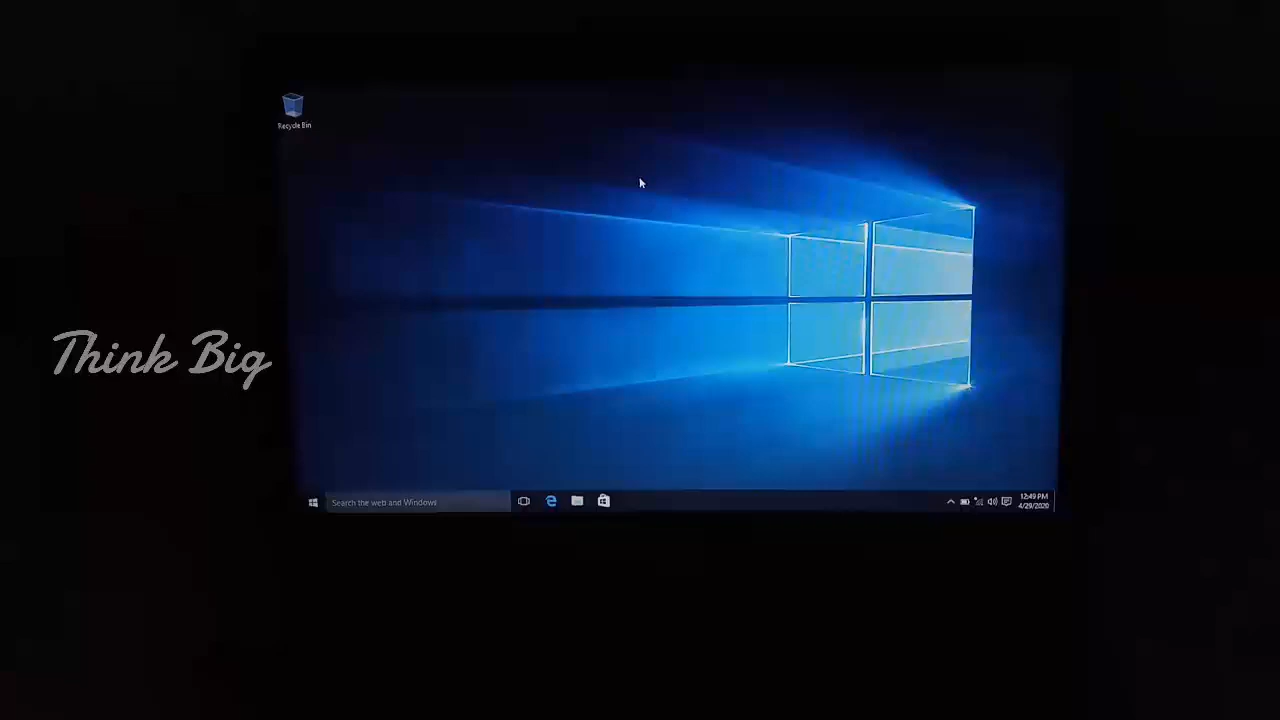 Recycle Bin
Think Big
Search the web and Windows
12:49 PM
4/29/2020